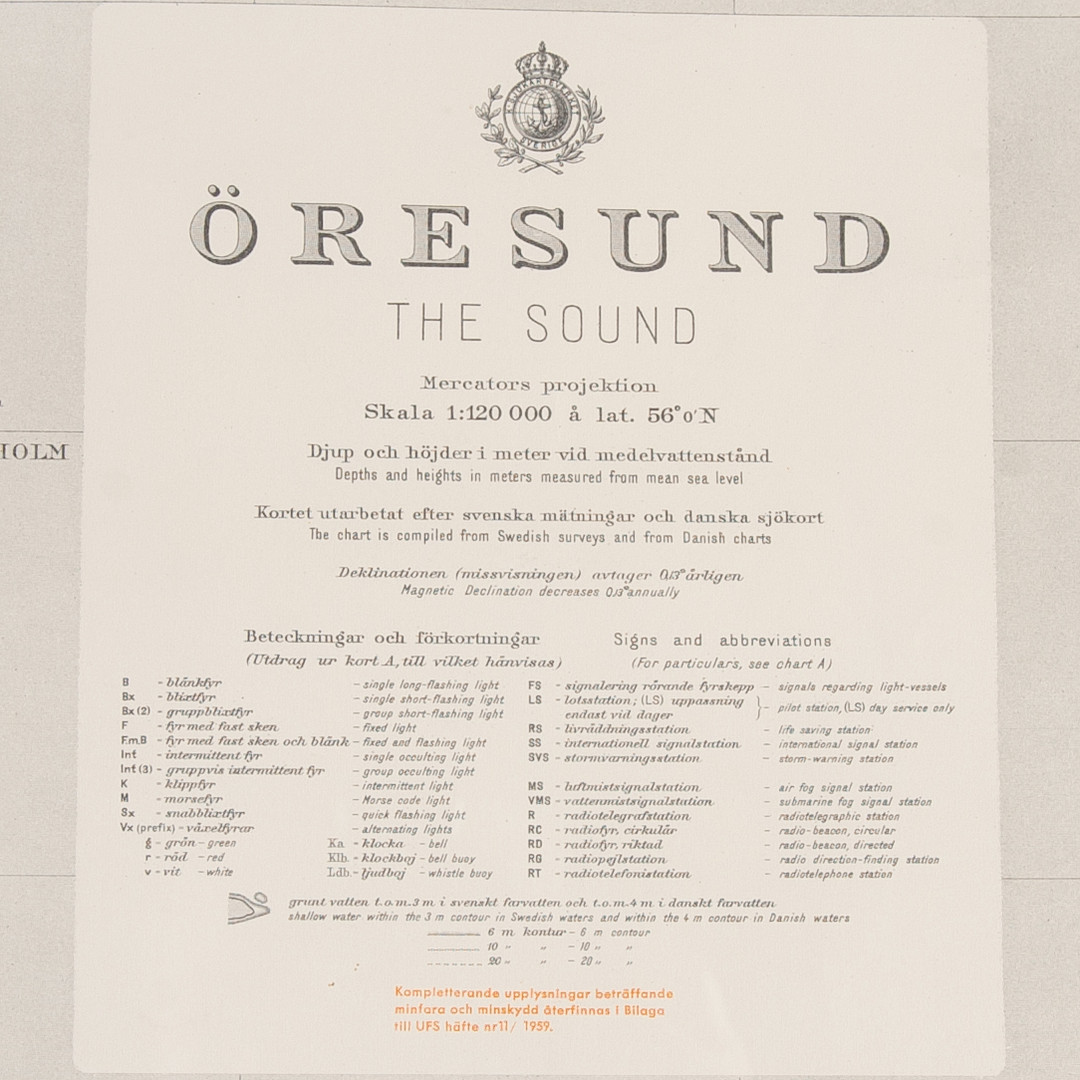 K. SJÖKARTEVERKET
SVERIGE
ÖRESUND
THE SOUND
Mercators projektion
Skala 1:120 000 å lat. 56°0'N
HOLM
Djup och höjder i meter vid medelvattenstånd
Depths and heights in meters measured from mean sea level
Kortet utarbetat efter svenska mätningar och danska sjökort
The chart is compiled from Swedish surveys and from Danish charts
Deklinationen (missvisningen) avtager 0,13° årligen
Magnetic Declination decreases 0,13° annually
Beteckningar och förkortningar
(Utdrag ur kort A, till vilket hänvisas)
Signs and abbreviations
(For particulars, see chart A)
B - blänkfyr - single long-flashing light
Bx - blixtfyr - single short-flashing light
Bx (2) - gruppblixtfyr - group short-flashing light
F - fyr med fast sken - fixed light
F.m.B - fyr med fast sken och blänk - fixed and flashing light
Int - intermittent fyr - single occulting light
Int (3) - gruppvis intermittent fyr - group occulting light
K - klippfyr - intermittent light
M - morsefyr - Morse code light
Sx - snabblixtfyr - quick flashing light
Vx (prefix) - växelfyrar - alternating lights
g - grön - green
r - röd - red
v - vit - white
Ka. - klocka - bell
Klb. - klockboj - bell buoy
Ldb. - ljudboj - whistle buoy
FS - signalering rörande fyrskepp - signals regarding light-vessels
LS - lotsstation; (LS) uppassning
endast vid dager } - pilot station, (LS) day service only
RS - livräddningsstation - life saving station
SS - internationell signalstation - international signal station
SVS - stormvarningsstation - storm-warning station
MS - luftmistsignalstation - air fog signal station
VMS - vattenmistsignalstation - submarine fog signal station
R - radiotelegrafstation - radiotelegraphic station
RC - radiofyr, cirkulär - radio-beacon, circular
RD - radiofyr, riktad - radio-beacon, directed
RG - radiopejlstation - radio direction-finding station
RT - radiotelefonistation - radiotelephone station
grunt vatten t.o.m. 3 m i svenskt farvatten och t.o.m. 4 m i danskt farvatten
shallow water within the 3 m contour in Swedish waters and within the 4 m contour in Danish waters
6 m kontur - 6 m contour
10 " " - 10 " "
20 " " - 20 " "
Kompletterande upplysningar beträffande
minfara och minskydd återfinnas i Bilaga
till UFS häfte nr 11/ 1959.